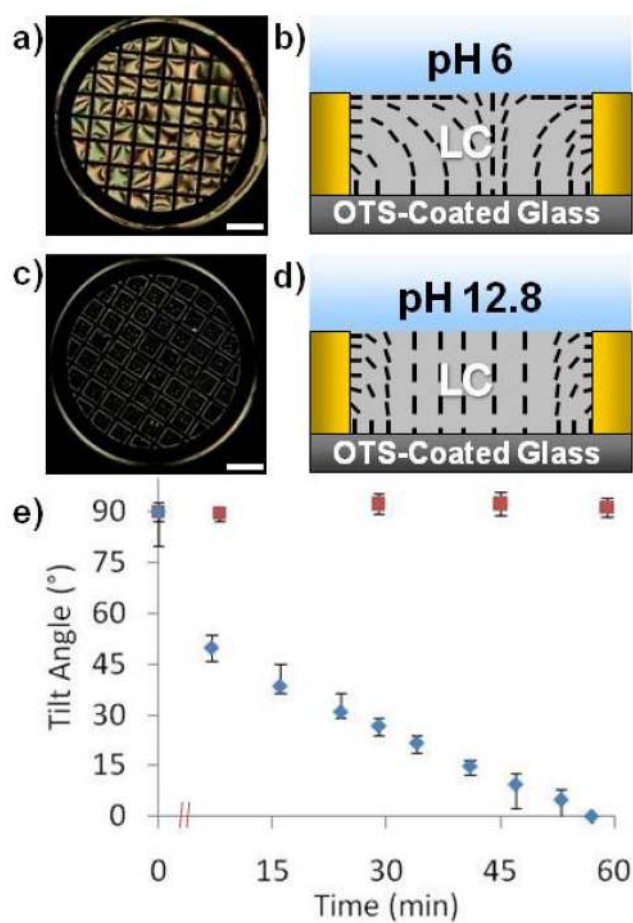 a)
b)
pH 6
LC
OTS-Coated Glass
c)
d)
pH 12.8
LC
OTS-Coated Glass
e)
90
75
60
45
30
15
0
Tilt Angle (°)
0 15 30 45 60
Time (min)